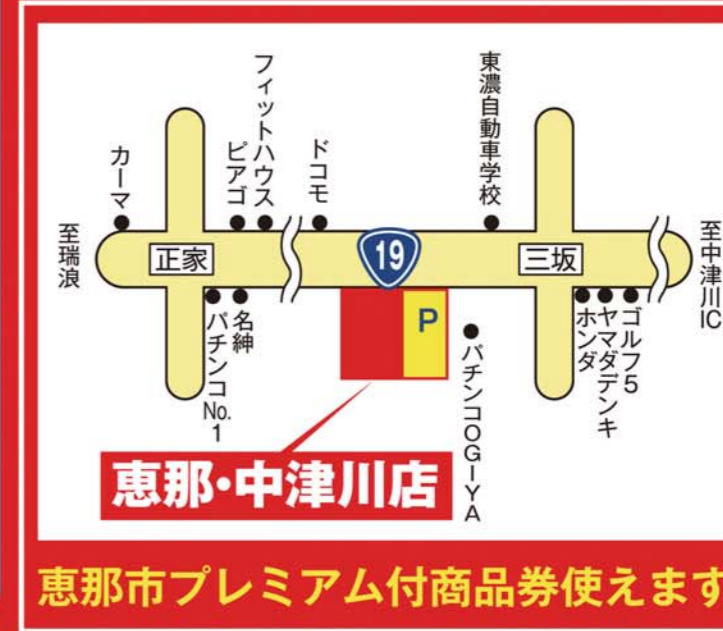 カーマ
ピアゴ
フィットハウス
ドコモ
東濃自動車学校
至瑞浪
正家
19
三坂
至中津川IC
パチンコNo.1
名紳
P
パチンコOGIYA
ホンダ
ヤマダデンキ
ゴルフ5
恵那・中津川店
恵那市プレミアム付商品券使えます